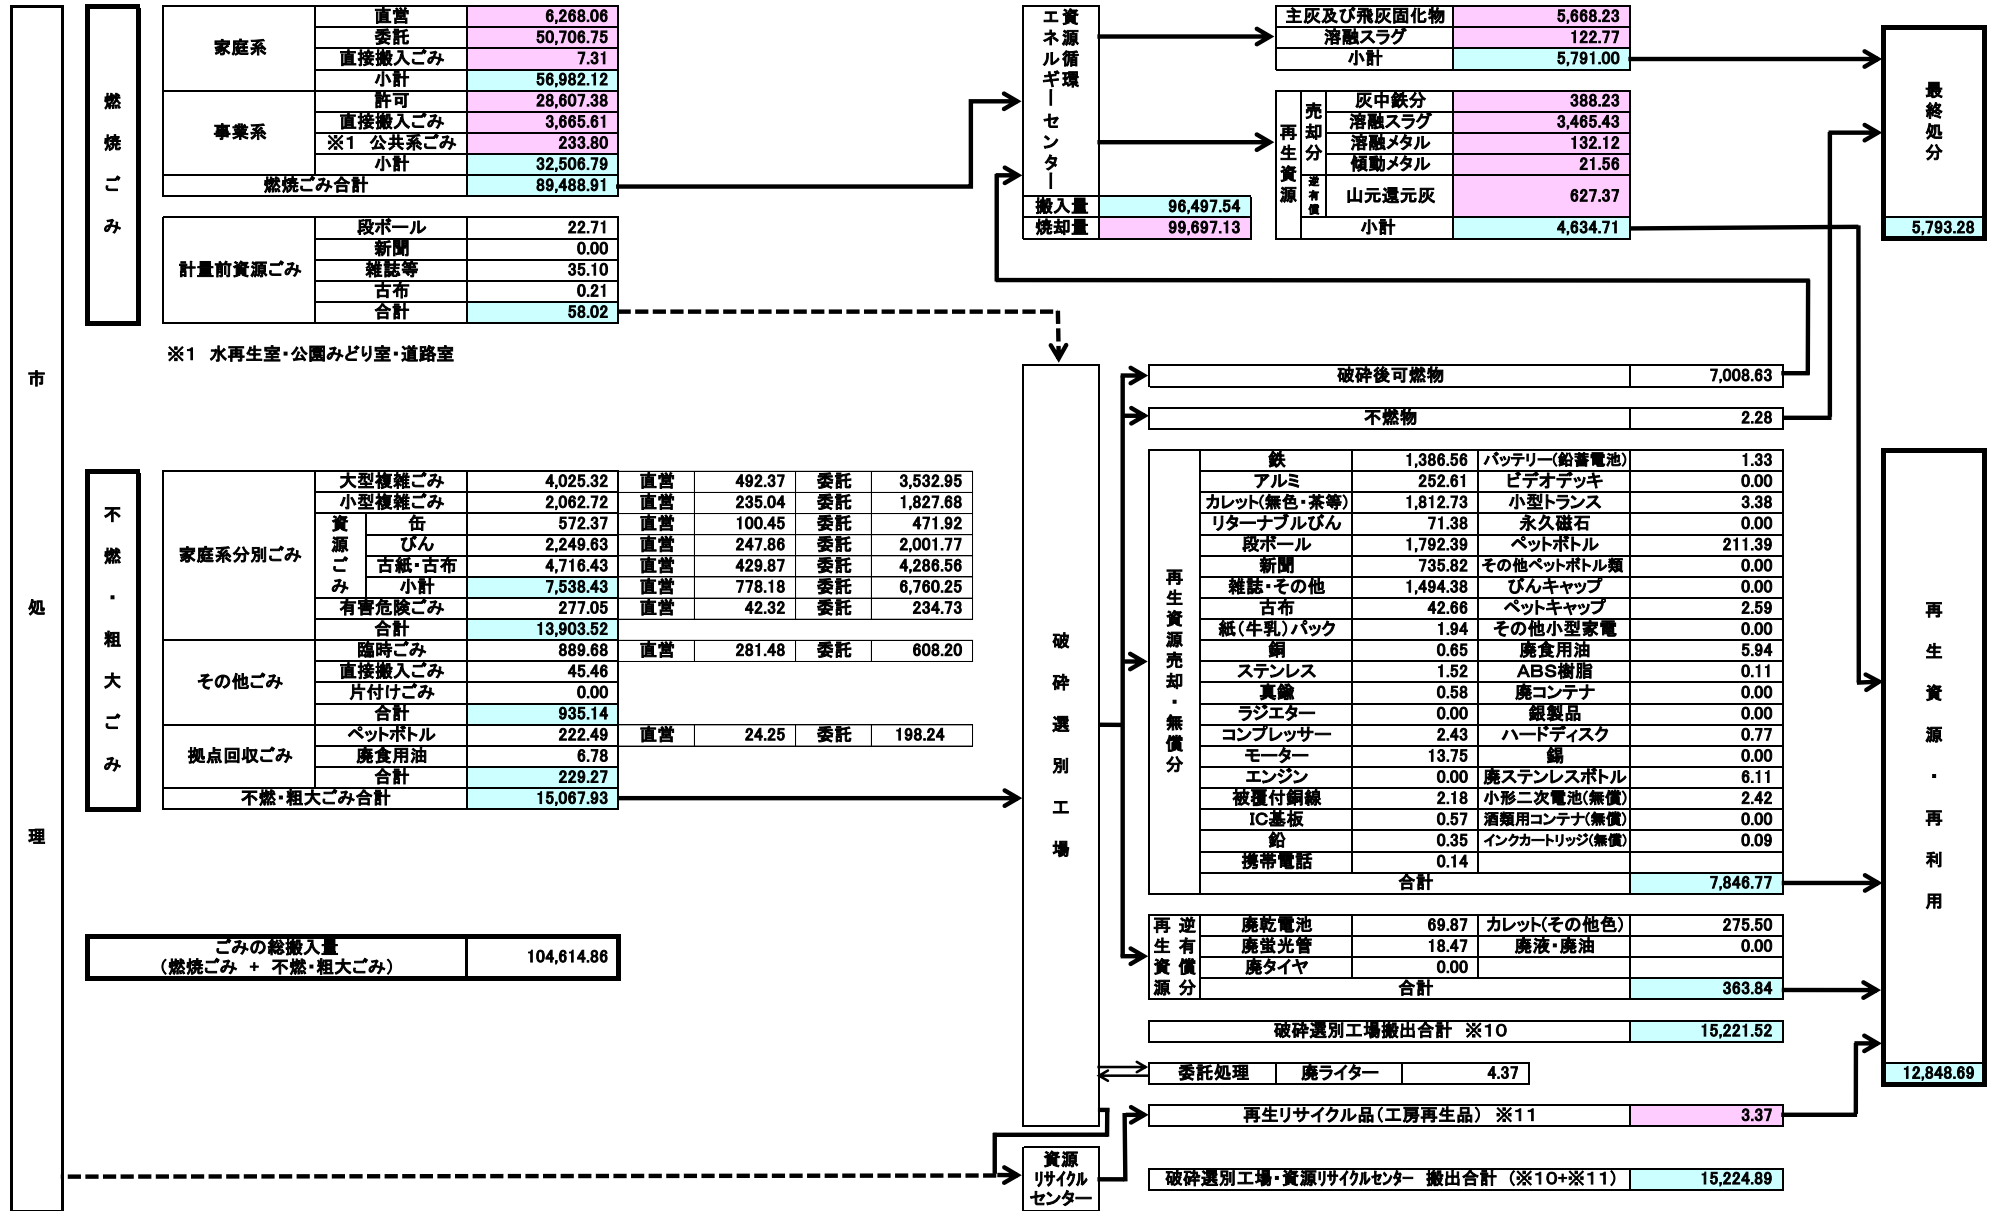 市処理
燃焼ごみ
家庭系
直営 6,268.06
委託 50,706.75
直接搬入ごみ 7.31
小計 56,982.12
事業系
許可 28,607.38
直接搬入ごみ 3,665.61
※1 公共系ごみ 233.80
小計 32,506.79
燃焼ごみ合計 89,488.91
計量前資源ごみ
段ボール 22.71
新聞 0.00
雑誌等 35.10
古布 0.21
合計 58.02
※1 水再生室・公園みどり室・道路室
不燃・粗大ごみ
家庭系分別ごみ
大型複雑ごみ 4,025.32 直営 492.37 委託 3,532.95
小型複雑ごみ 2,062.72 直営 235.04 委託 1,827.68
資源ごみ
缶 572.37 直営 100.45 委託 471.92
びん 2,249.63 直営 247.86 委託 2,001.77
古紙・古布 4,716.43 直営 429.87 委託 4,286.56
小計 7,538.43 直営 778.18 委託 6,760.25
有害危険ごみ 277.05 直営 42.32 委託 234.73
合計 13,903.52
その他ごみ
臨時ごみ 889.68 直営 281.48 委託 608.20
直接搬入ごみ 45.46
片付けごみ 0.00
合計 935.14
拠点回収ごみ
ペットボトル 222.49 直営 24.25 委託 198.24
廃食用油 6.78
合計 229.27
不燃・粗大ごみ合計 15,067.93
ごみの総搬入量
（燃焼ごみ ＋ 不燃・粗大ごみ） 104,614.86
資源循環
エネルギーセンター
搬入量 96,497.54
焼却量 99,697.13
主灰及び飛灰固化物 5,668.23
溶融スラグ 122.77
小計 5,791.00
再生資源
売却分
灰中鉄分 388.23
溶融スラグ 3,465.43
溶融メタル 132.12
傾動メタル 21.56
逆有償
山元還元灰 627.37
小計 4,634.71
最終処分
5,793.28
破砕選別工場
破砕後可燃物 7,008.63
不燃物 2.28
再生資源売却・無償分
鉄 1,386.56 バッテリー(鉛蓄電池) 1.33
アルミ 252.61 ビデオデッキ 0.00
カレット(無色・茶等) 1,812.73 小型トランス 3.38
リターナブルびん 71.38 永久磁石 0.00
段ボール 1,792.39 ペットボトル 211.39
新聞 735.82 その他ペットボトル類 0.00
雑誌・その他 1,494.38 びんキャップ 0.00
古布 42.66 ペットキャップ 2.59
紙（牛乳）パック 1.94 その他小型家電 0.00
銅 0.65 廃食用油 5.94
ステンレス 1.52 ABS樹脂 0.11
真鍮 0.58 廃コンテナ 0.00
ラジエター 0.00 銀製品 0.00
コンプレッサー 2.43 ハードディスク 0.77
モーター 13.75 錫 0.00
エンジン 0.00 廃ステンレスボトル 6.11
被覆付銅線 2.18 小形二次電池(無償) 2.42
IC基板 0.57 酒類用コンテナ(無償) 0.00
鉛 0.35 インクカートリッジ(無償) 0.09
携帯電話 0.14
合計 7,846.77
再生資源
逆有償分
廃乾電池 69.87 カレット(その他色) 275.50
廃蛍光管 18.47 廃液・廃油 0.00
廃タイヤ 0.00
合計 363.84
破砕選別工場搬出合計 ※10 15,221.52
委託処理 廃ライター 4.37
再生リサイクル品（工房再生品） ※11 3.37
資源
リサイクル
センター
破砕選別工場・資源リサイクルセンター 搬出合計 （※10+※11） 15,224.89
再生資源・再利用
12,848.69